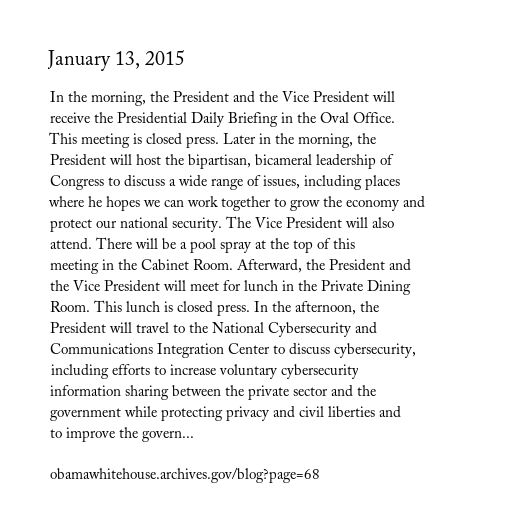 January 13, 2015
In the morning, the President and the Vice President will
receive the Presidential Daily Briefing in the Oval Office.
This meeting is closed press. Later in the morning, the
President will host the bipartisan, bicameral leadership of
Congress to discuss a wide range of issues, including places
where he hopes we can work together to grow the economy and
protect our national security. The Vice President will also
attend. There will be a pool spray at the top of this
meeting in the Cabinet Room. Afterward, the President and
the Vice President will meet for lunch in the Private Dining
Room. This lunch is closed press. In the afternoon, the
President will travel to the National Cybersecurity and
Communications Integration Center to discuss cybersecurity,
including efforts to increase voluntary cybersecurity
information sharing between the private sector and the
government while protecting privacy and civil liberties and
to improve the govern...
obamawhitehouse.archives.gov/blog?page=68